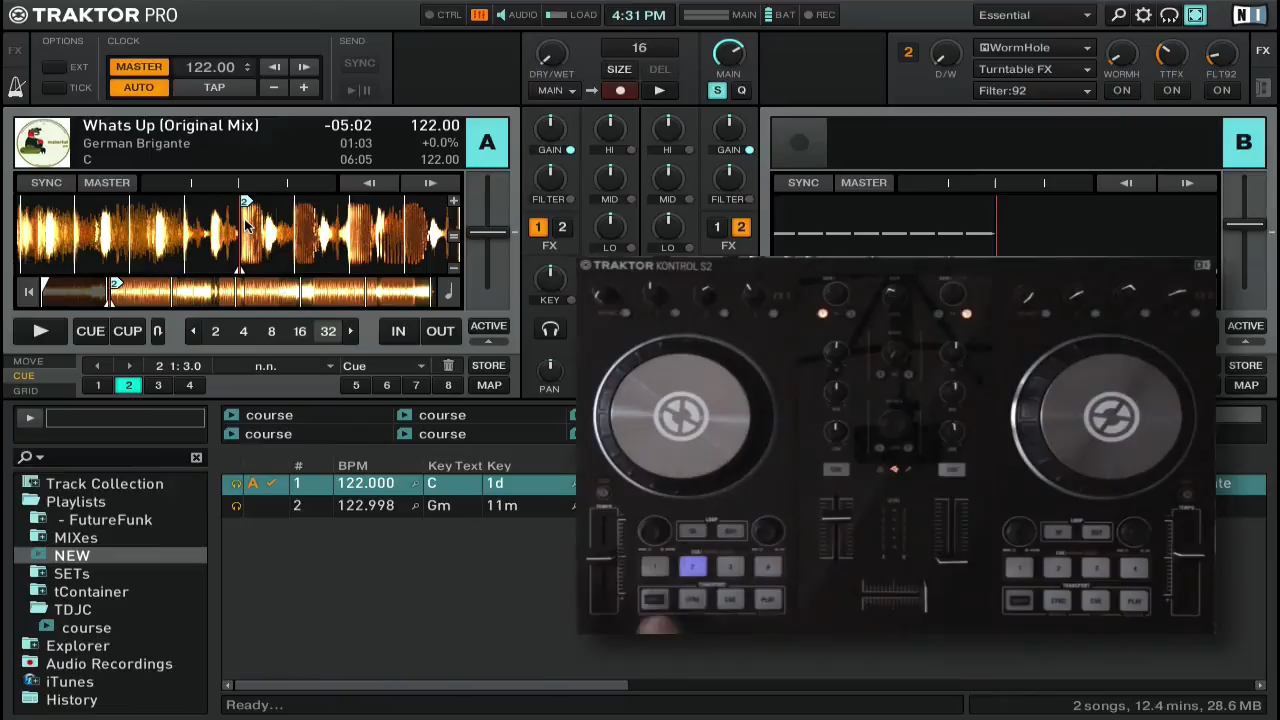 TRAKTOR PRO
CTRL AUDIO LOAD 4:31 PM MAIN BAT REC Essential NI
FX OPTIONS CLOCK SEND
EXT MASTER 122.00 SYNC
TICK AUTO TAP
16
SIZE DEL
DRY/WET MAIN
MAIN S Q
2 WormHole
D/W Turntable FX WORMH TTFX FLT92
Filter:92 ON ON ON
FX
Whats Up (Original Mix) -05:02 122.00
German Brigante 01:03 +0.0%
C 06:05 122.00
A
B
SYNC MASTER
SYNC MASTER
GAIN HI HI GAIN
FILTER MID MID FILTER
1 2 LO LO 1 2
FX FX
KEY
PAN
2
2
CUE CUP 2 4 8 16 32 IN OUT ACTIVE
ACTIVE
MOVE
CUE
GRID
2 1:3.0 n.n. Cue STORE
1 2 3 4 5 6 7 8 MAP
STORE
MAP
TRAKTOR KONTROL S2
course course
course course
# BPM Key Text Key
A 1 122.000 C 1d
2 122.998 Gm 11m
Track Collection
Playlists
- FutureFunk
MIXes
NEW
SETs
tContainer
TDJC
course
Explorer
Audio Recordings
iTunes
History
Ready...
2 songs, 12.4 mins, 28.6 MB